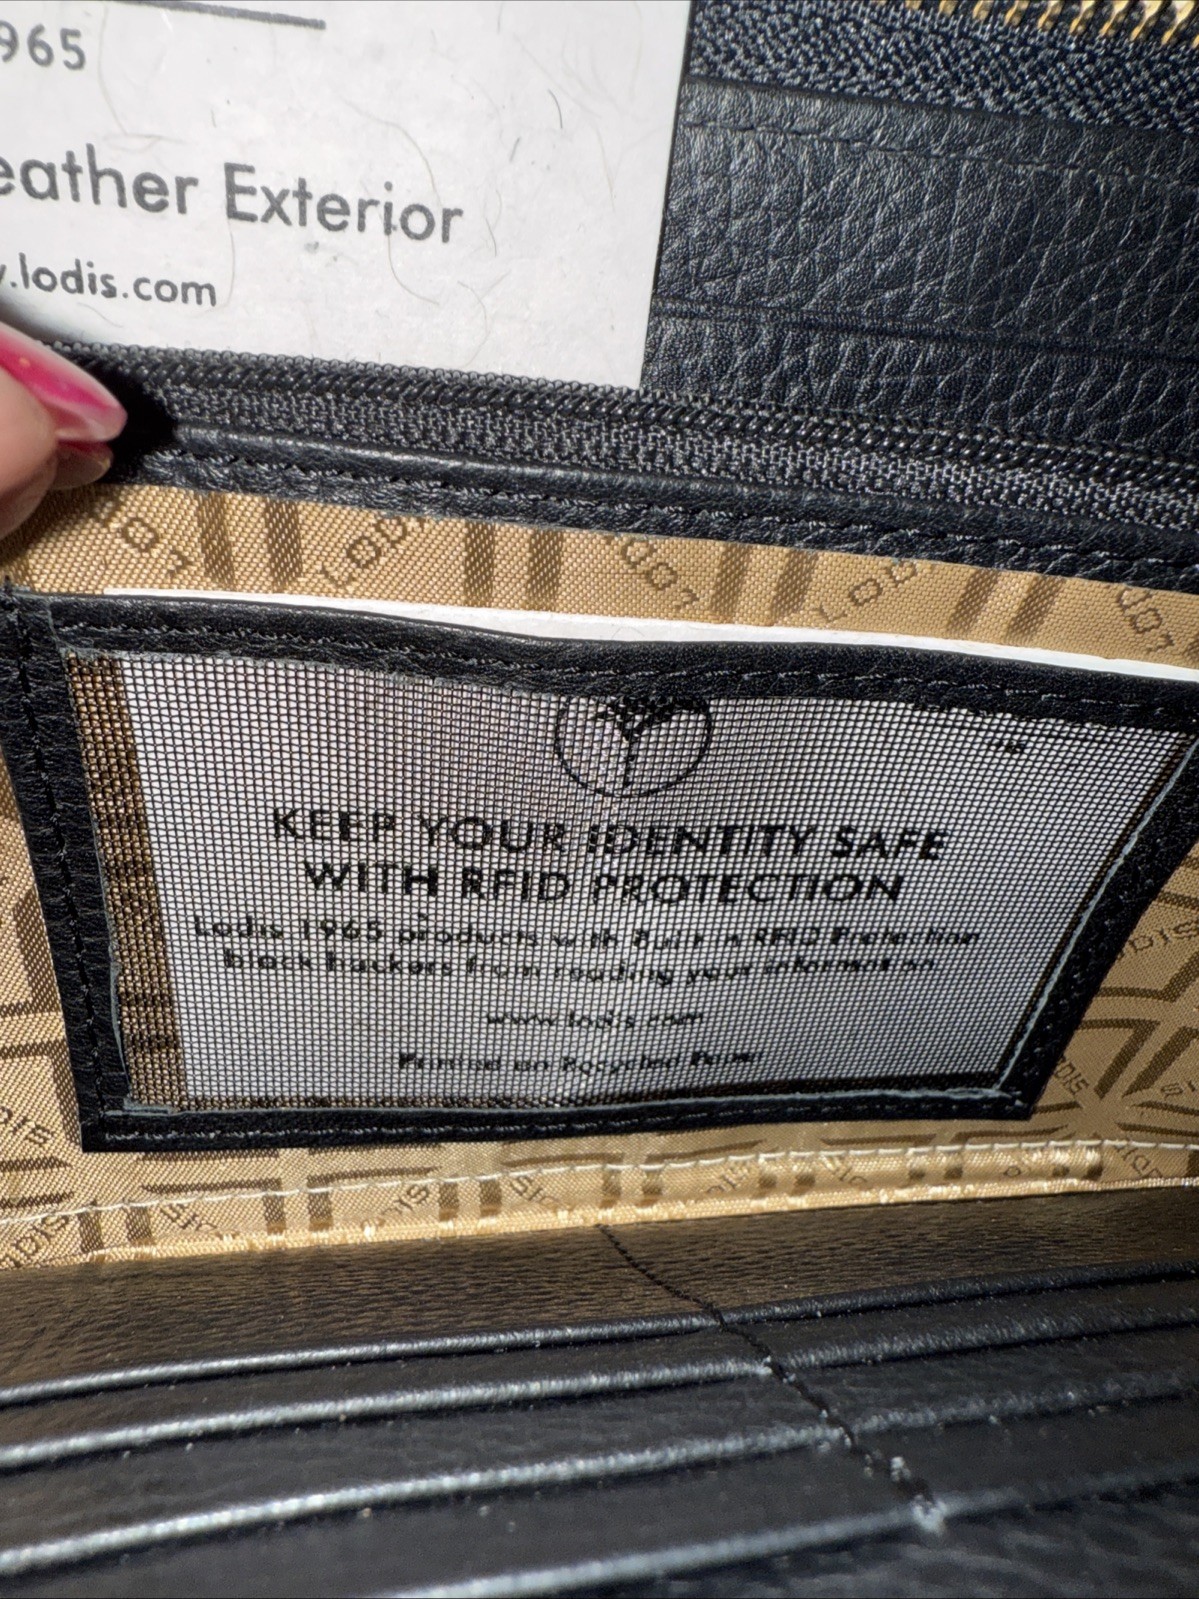 965
eather Exterior
.lodis.com
LODIS
KEEP YOUR IDENTITY SAFE
WITH RFID PROTECTION
Lodis 1965 products with Built in RFID Protection
block hackers from reading your information
www.lodis.com
Printed on Recycled Paper